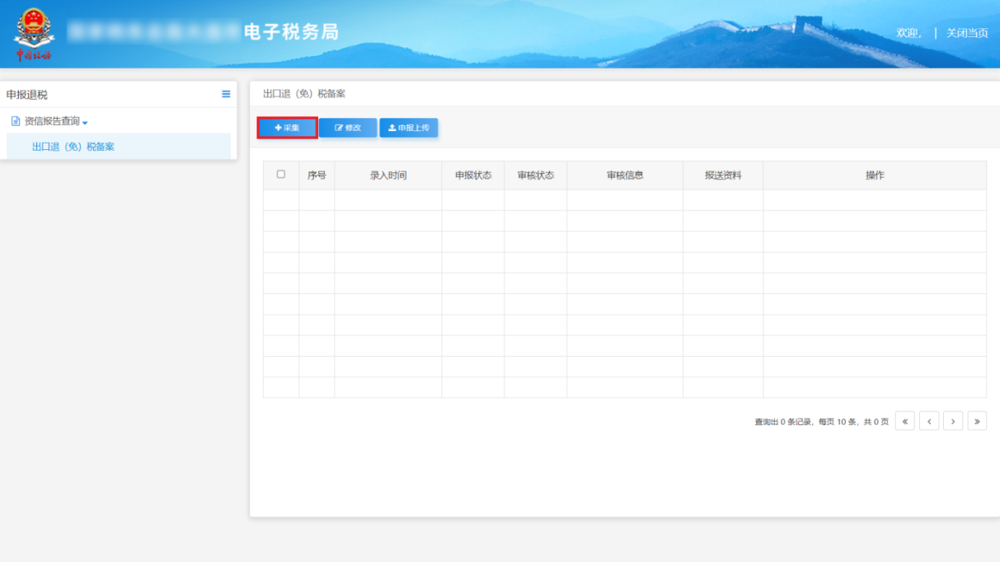 中国税务
电子税务局
欢迎， | 关闭当页
申报退税
资信报告查询
出口退（免）税备案
出口退（免）税备案
采集 修改 申报上传
序号 录入时间 申报状态 审核状态 审核信息 报送资料 操作
查询出 0 条记录，每页 10 条，共 0 页 « ‹ › »